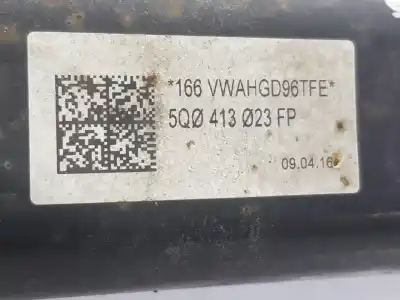 *166 VWAHGD96TFE*
5QØ 413 Ø23 FP
09.04.16